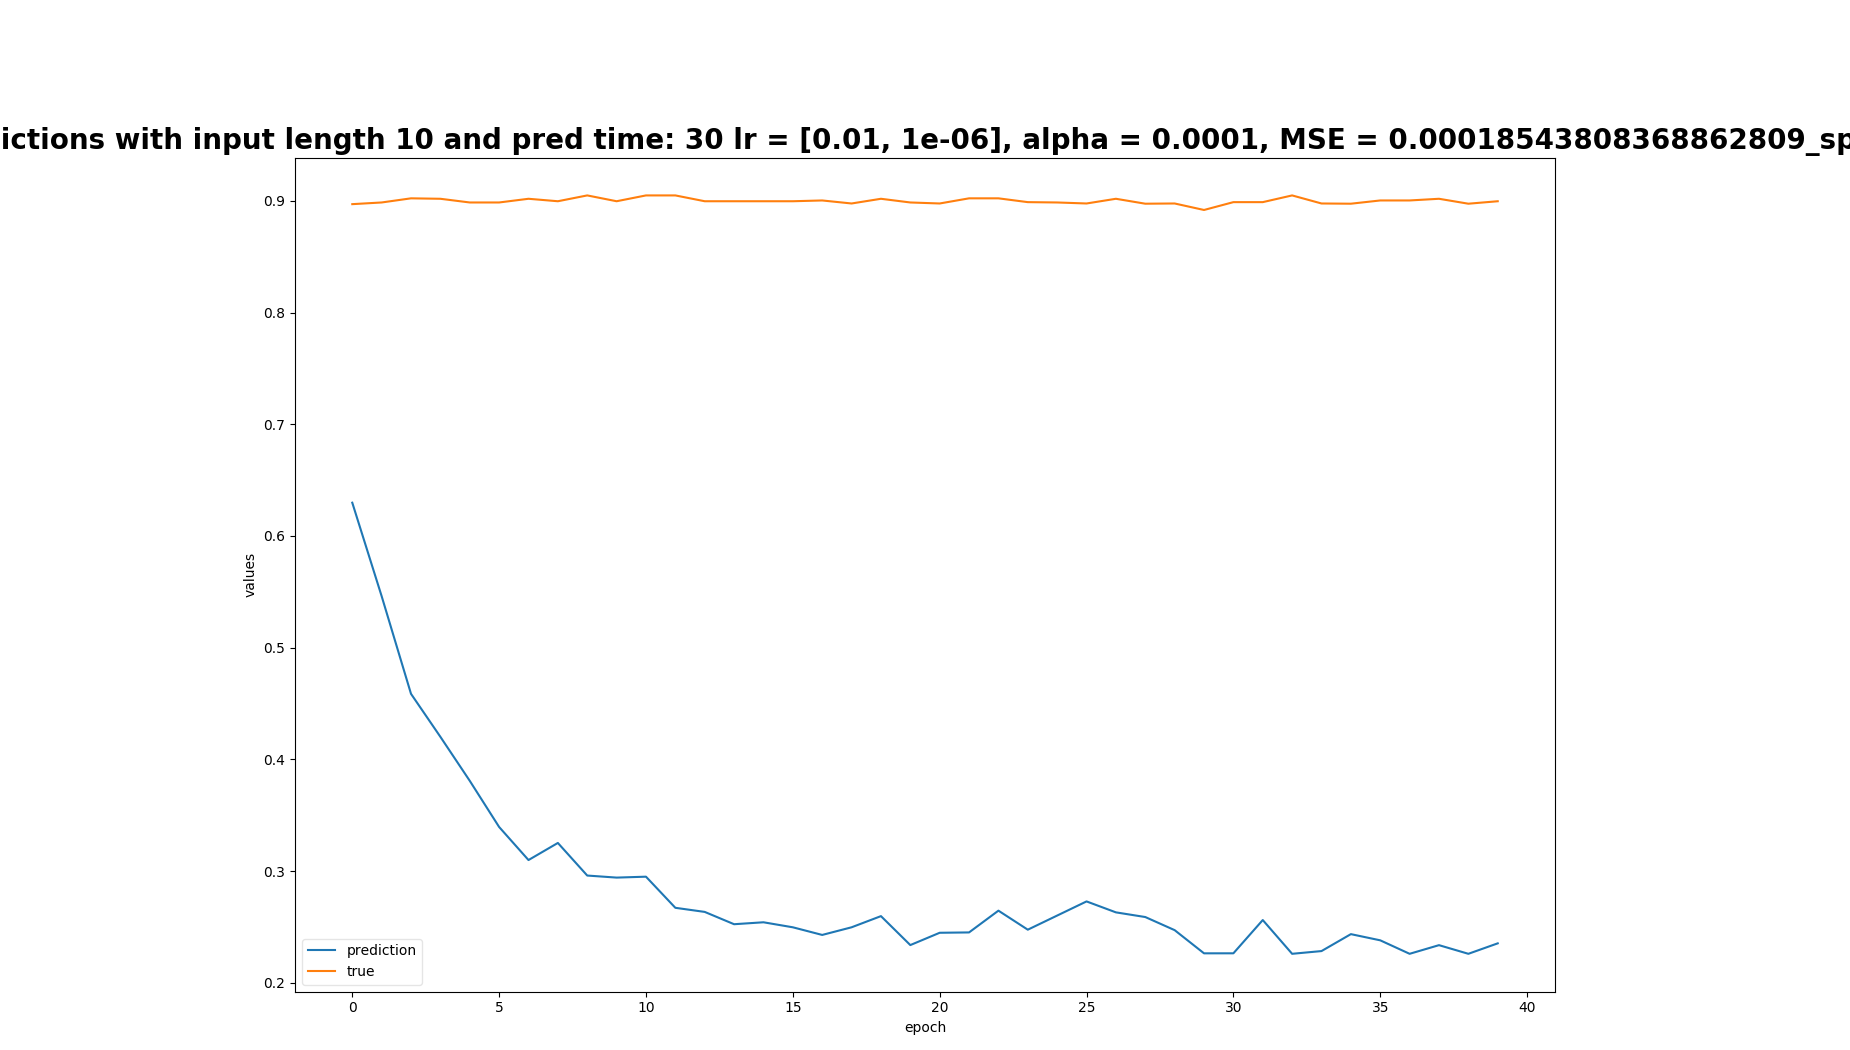 ictions with input length 10 and pred time: 30 lr = [0.01, 1e-06], alpha = 0.0001, MSE = 0.00018543808368862809_sp
0.9
0.8
0.7
0.6
0.5
0.4
0.3
0.2
values
prediction
true
0 5 10 15 20 25 30 35 40
epoch